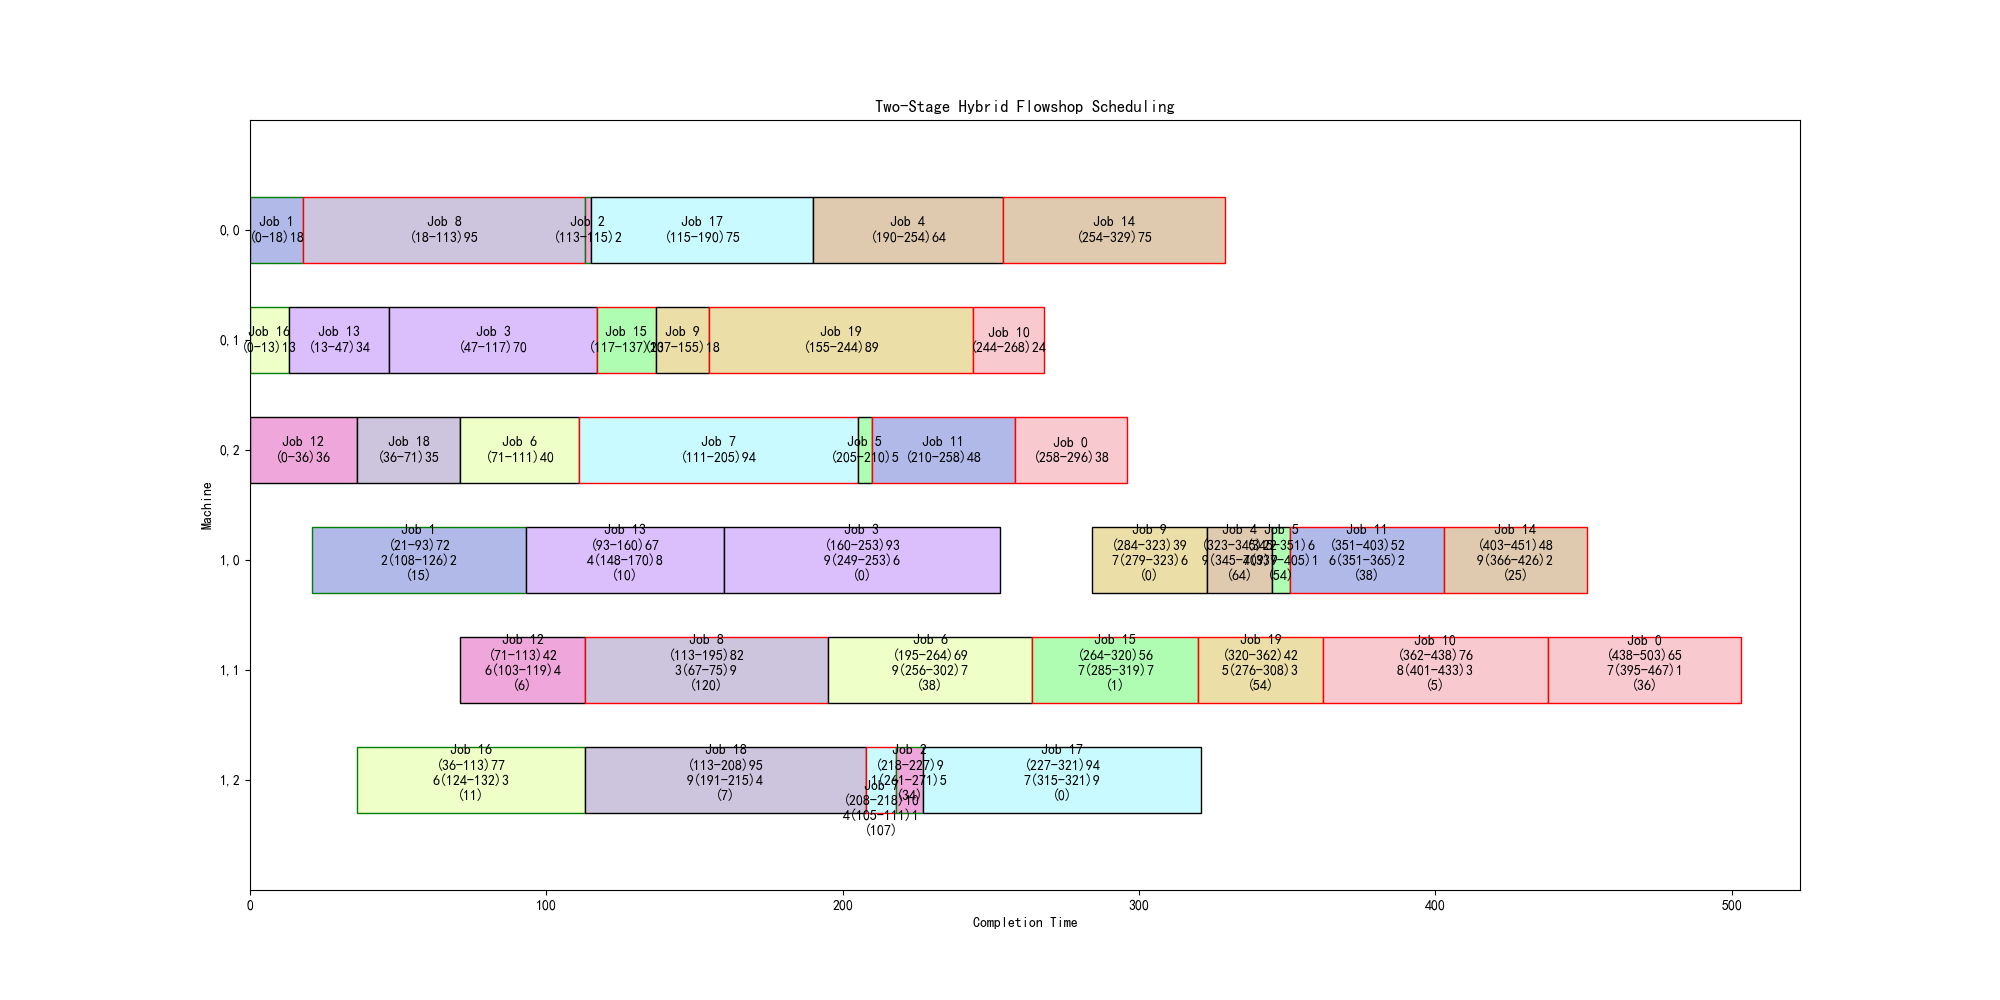 Two-Stage Hybrid Flowshop Scheduling
Machine
0,0
Job 1
(0-18)18
Job 8
(18-113)95
Job 2
(113-115)2
Job 17
(115-190)75
Job 4
(190-254)64
Job 14
(254-329)75
0,1
Job 16
(0-13)13
Job 13
(13-47)34
Job 3
(47-117)70
Job 15
(117-137)20
Job 9
(137-155)18
Job 19
(155-244)89
Job 10
(244-268)24
0,2
Job 12
(0-36)36
Job 18
(36-71)35
Job 6
(71-111)40
Job 7
(111-205)94
Job 5
(205-210)5
Job 11
(210-258)48
Job 0
(258-296)38
1,0
Job 1
(21-93)72
2(108-126)2
(15)
Job 13
(93-160)67
4(148-170)8
(10)
Job 3
(160-253)93
9(249-253)6
(0)
Job 9
(284-323)39
7(279-323)6
(0)
Job 4
(323-345)22
(64)
Job 5
(345-351)6
(54)
Job 11
(351-403)52
6(351-365)2
(38)
Job 14
(403-451)48
9(366-426)2
(25)
1,1
Job 12
(71-113)42
6(103-119)4
(6)
Job 8
(113-195)82
3(67-75)9
(120)
Job 6
(195-264)69
9(256-302)7
(38)
Job 15
(264-320)56
7(285-319)7
(1)
Job 19
(320-362)42
5(276-308)3
(54)
Job 10
(362-438)76
8(401-433)3
(5)
Job 0
(438-503)65
7(395-467)1
(36)
1,2
Job 16
(36-113)77
6(124-132)3
(11)
Job 18
(113-208)95
9(191-215)4
(7)
Job 7
(208-218)10
4(105-111)1
(107)
Job 2
(218-227)9
1(261-271)5
(34)
Job 17
(227-321)94
7(315-321)9
(0)
0
100
200
300
400
500
Completion Time